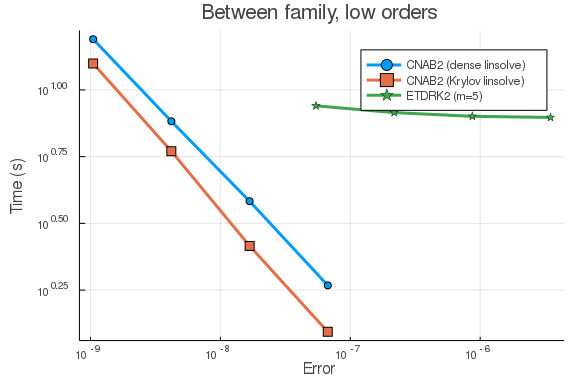 Between family, low orders
CNAB2 (dense linsolve)
CNAB2 (Krylov linsolve)
ETDRK2 (m=5)
Time (s)
10^1.00
10^0.75
10^0.50
10^0.25
10^-9 10^-8 10^-7 10^-6
Error